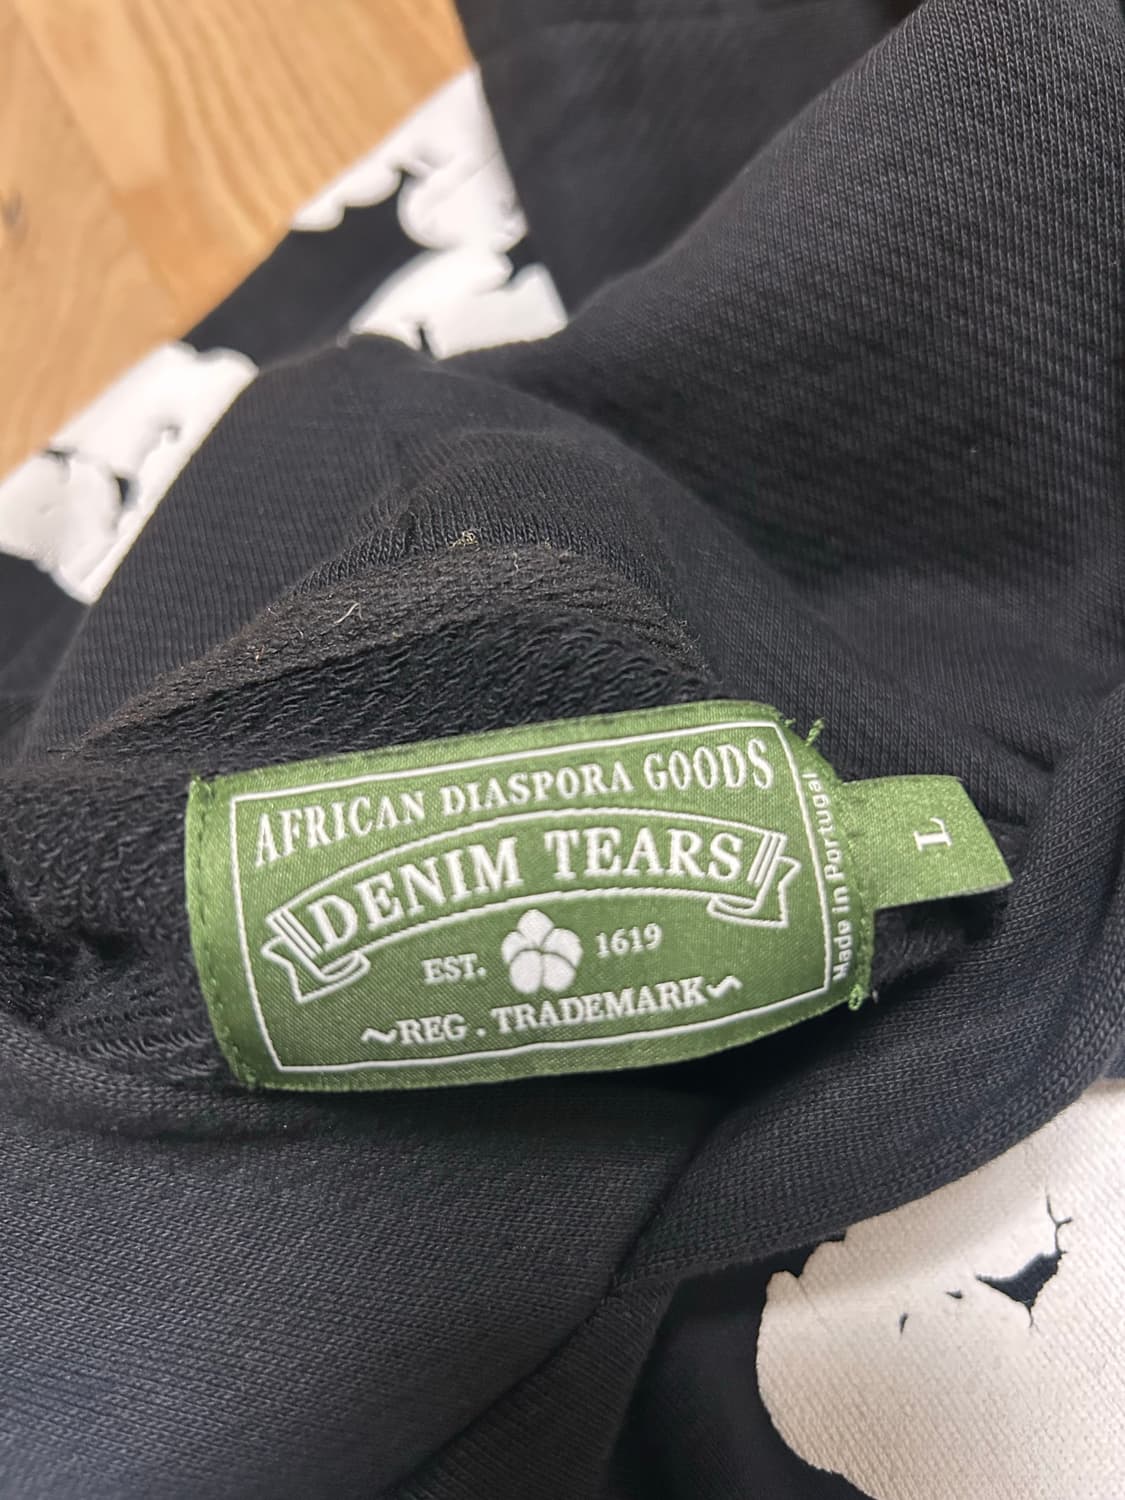 AFRICAN DIASPORA GOODS
DENIM TEARS
EST. 1619
~REG. TRADEMARK~
Made in Portugal
L